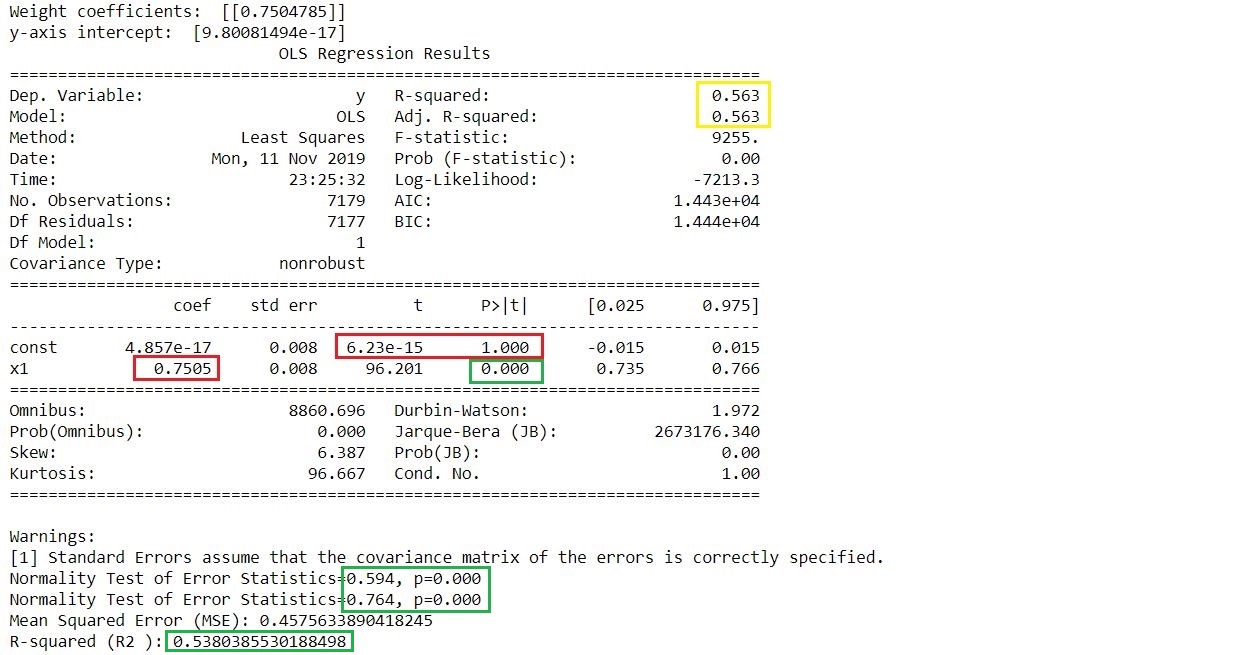 Weight coefficients:  [[0.7504785]]
y-axis intercept:  [9.80081494e-17]
                            OLS Regression Results
==============================================================================
Dep. Variable:                      y   R-squared:                       0.563
Model:                            OLS   Adj. R-squared:                  0.563
Method:                 Least Squares   F-statistic:                     9255.
Date:                Mon, 11 Nov 2019   Prob (F-statistic):               0.00
Time:                        23:25:32   Log-Likelihood:                -7213.3
No. Observations:                7179   AIC:                         1.443e+04
Df Residuals:                    7177   BIC:                         1.444e+04
Df Model:                           1
Covariance Type:            nonrobust
==============================================================================
                 coef    std err          t      P>|t|      [0.025      0.975]
------------------------------------------------------------------------------
const       4.857e-17      0.008   6.23e-15      1.000      -0.015       0.015
x1             0.7505      0.008     96.201      0.000       0.735       0.766
==============================================================================
Omnibus:                     8860.696   Durbin-Watson:                   1.972
Prob(Omnibus):                  0.000   Jarque-Bera (JB):          2673176.340
Skew:                           6.387   Prob(JB):                         0.00
Kurtosis:                      96.667   Cond. No.                         1.00
==============================================================================
Warnings:
[1] Standard Errors assume that the covariance matrix of the errors is correctly specified.
Normality Test of Error Statistics=0.594, p=0.000
Normality Test of Error Statistics=0.764, p=0.000
Mean Squared Error (MSE): 0.4575633890418245
R-squared (R2 ): 0.5380385530188498